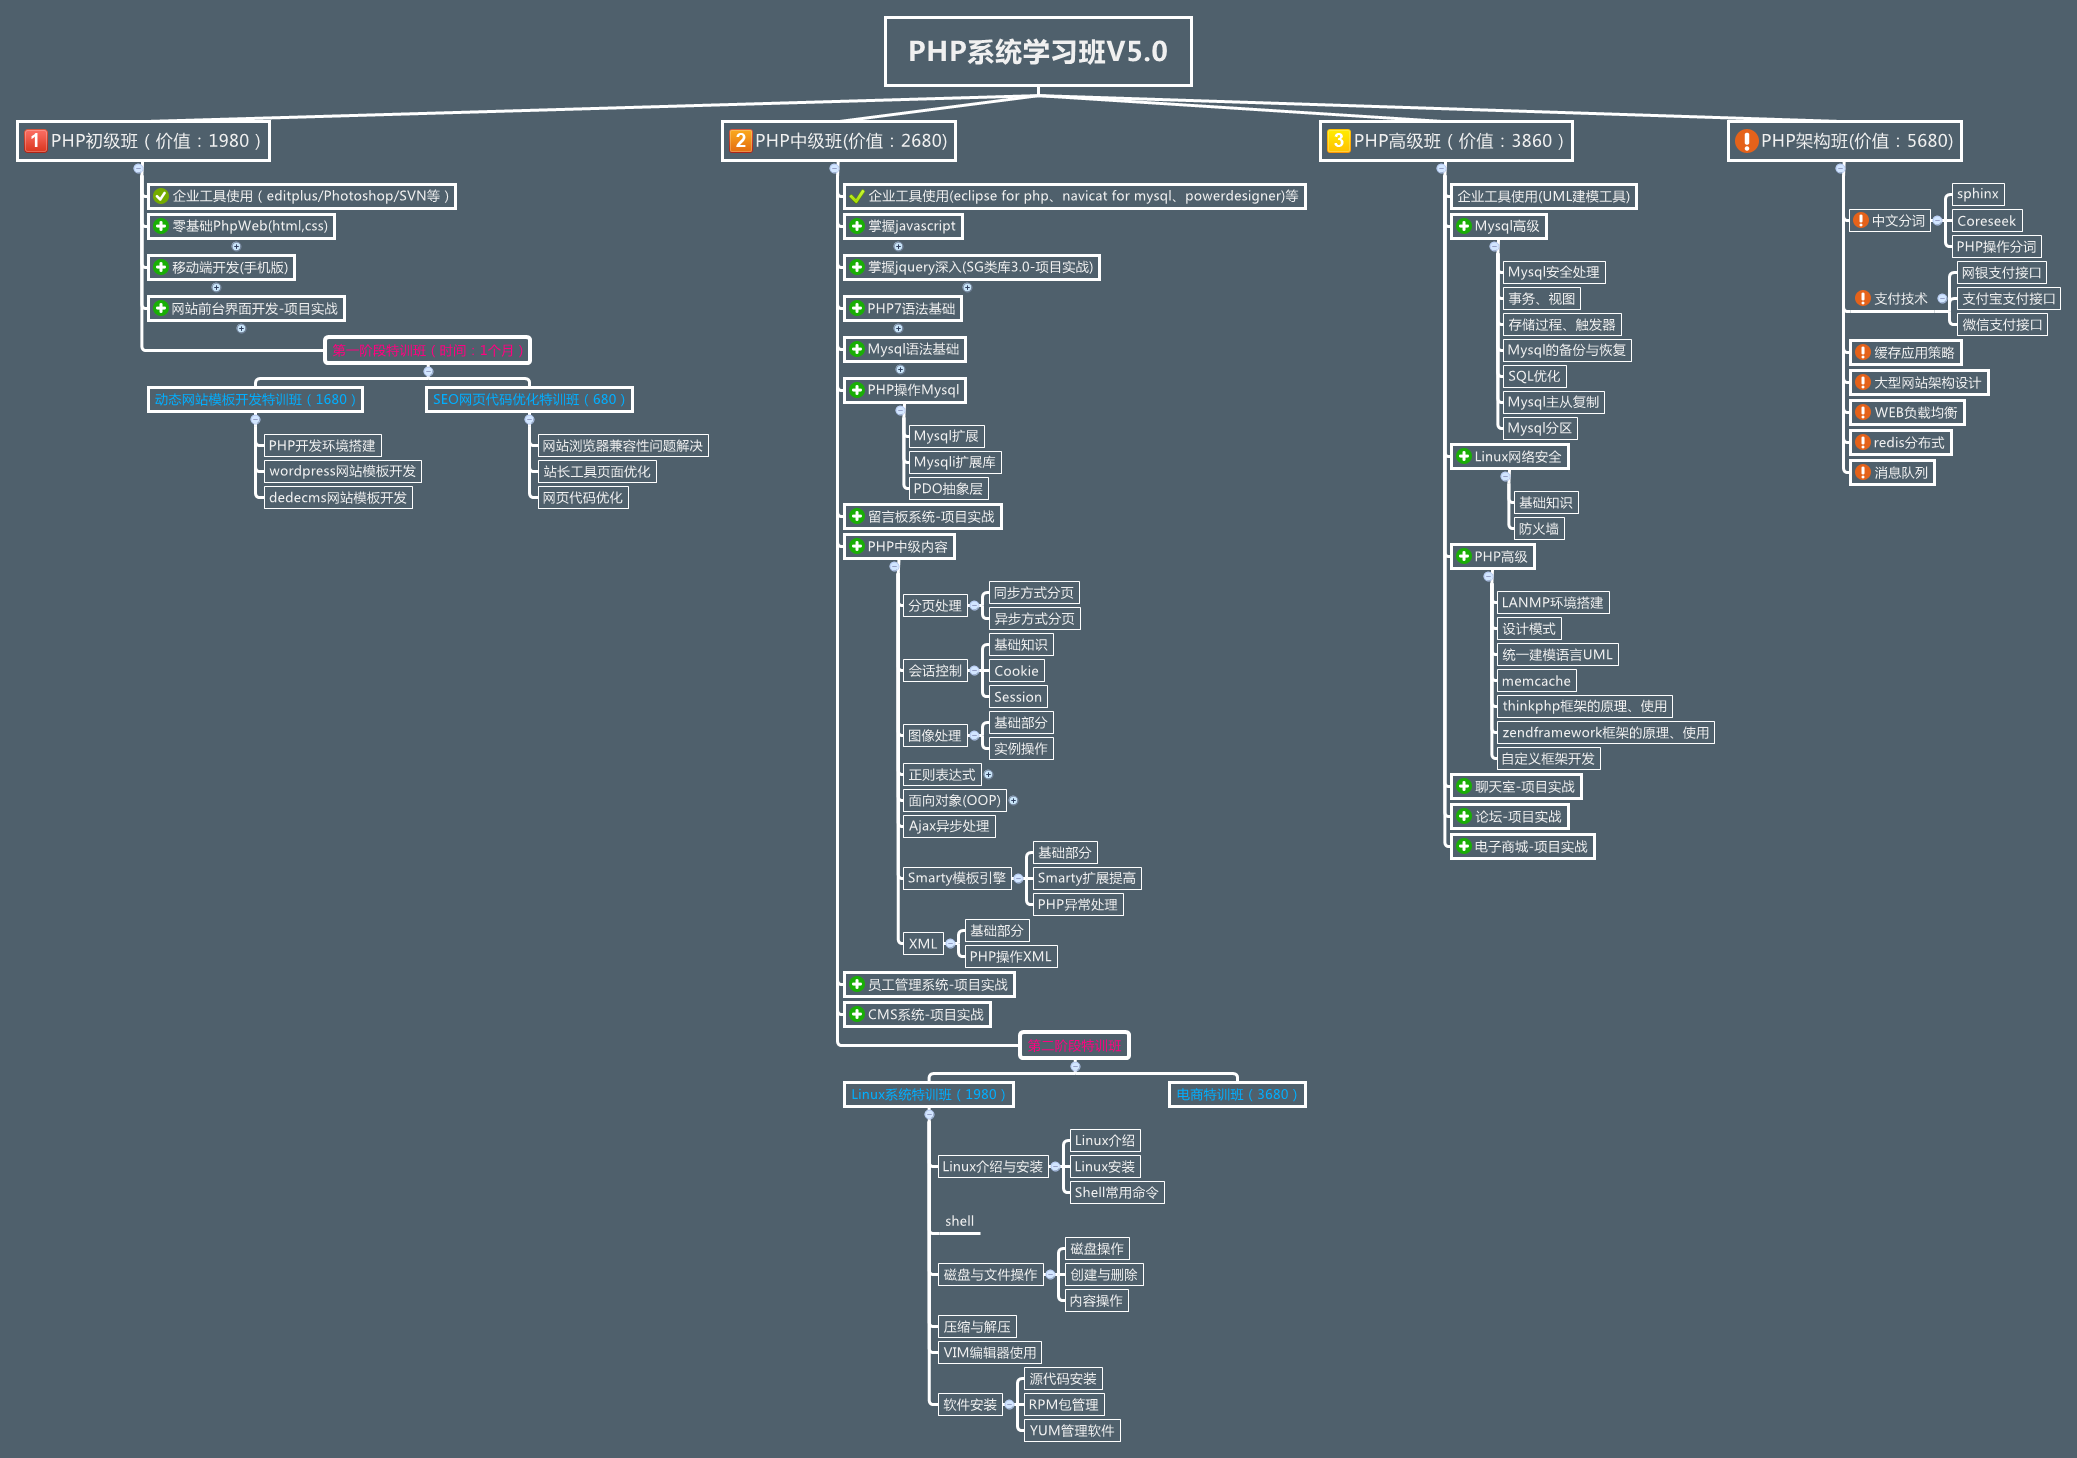 PHP系统学习班V5.0
1 PHP初级班（价值：1980）
企业工具使用（editplus/Photoshop/SVN等）
零基础PhpWeb(html,css)
移动端开发(手机版)
网站前台界面开发-项目实战
第一阶段特训班（时间：1个月）
动态网站模板开发特训班（1680）
PHP开发环境搭建
wordpress网站模板开发
dedecms网站模板开发
SEO网页代码优化特训班（680）
网站浏览器兼容性问题解决
站长工具页面优化
网页代码优化
2 PHP中级班(价值：2680)
企业工具使用(eclipse for php、navicat for mysql、powerdesigner)等
掌握javascript
掌握jquery深入(SG类库3.0-项目实战)
PHP7语法基础
Mysql语法基础
PHP操作Mysql
Mysql扩展
Mysqli扩展库
PDO抽象层
留言板系统-项目实战
PHP中级内容
分页处理
同步方式分页
异步方式分页
会话控制
基础知识
Cookie
Session
图像处理
基础部分
实例操作
正则表达式
面向对象(OOP)
Ajax异步处理
Smarty模板引擎
基础部分
Smarty扩展提高
PHP异常处理
XML
基础部分
PHP操作XML
员工管理系统-项目实战
CMS系统-项目实战
第二阶段特训班
Linux系统特训班（1980）
Linux介绍与安装
Linux介绍
Linux安装
Shell常用命令
shell
磁盘与文件操作
磁盘操作
创建与删除
内容操作
压缩与解压
VIM编辑器使用
软件安装
源代码安装
RPM包管理
YUM管理软件
电商特训班（3680）
3 PHP高级班（价值：3860）
企业工具使用(UML建模工具)
Mysql高级
Mysql安全处理
事务、视图
存储过程、触发器
Mysql的备份与恢复
SQL优化
Mysql主从复制
Mysql分区
Linux网络安全
基础知识
防火墙
PHP高级
LANMP环境搭建
设计模式
统一建模语言UML
memcache
thinkphp框架的原理、使用
zendframework框架的原理、使用
自定义框架开发
聊天室-项目实战
论坛-项目实战
电子商城-项目实战
PHP架构班(价值：5680)
中文分词
sphinx
Coreseek
PHP操作分词
支付技术
网银支付接口
支付宝支付接口
微信支付接口
缓存应用策略
大型网站架构设计
WEB负载均衡
redis分布式
消息队列